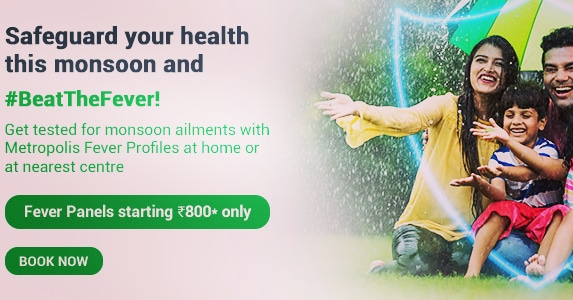 Safeguard your health
this monsoon and
#BeatTheFever!
Get tested for monsoon ailments with
Metropolis Fever Profiles at home or
at nearest centre
Fever Panels starting ₹800* only
BOOK NOW